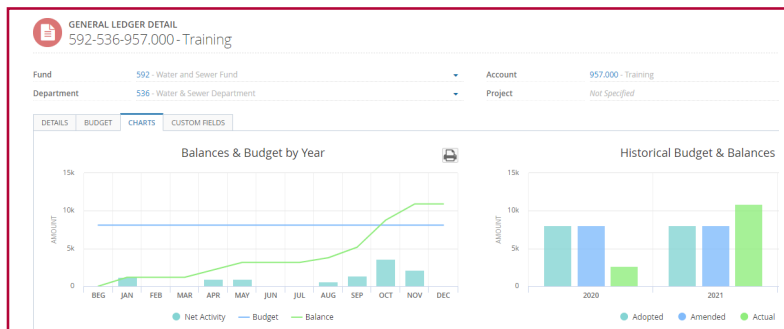 GENERAL LEDGER DETAIL
592-536-957.000 - Training
Fund 592 - Water and Sewer Fund Account 957.000 - Training
Department 536 - Water & Sewer Department Project Not Specified
DETAILS BUDGET CHARTS CUSTOM FIELDS
Balances & Budget by Year
15k
10k
5k
0
AMOUNT
BEG JAN FEB MAR APR MAY JUN JUL AUG SEP OCT NOV DEC
Net Activity Budget Balance
Historical Budget & Balances
15k
10k
5k
0
AMOUNT
2020 2021
Adopted Amended Actual